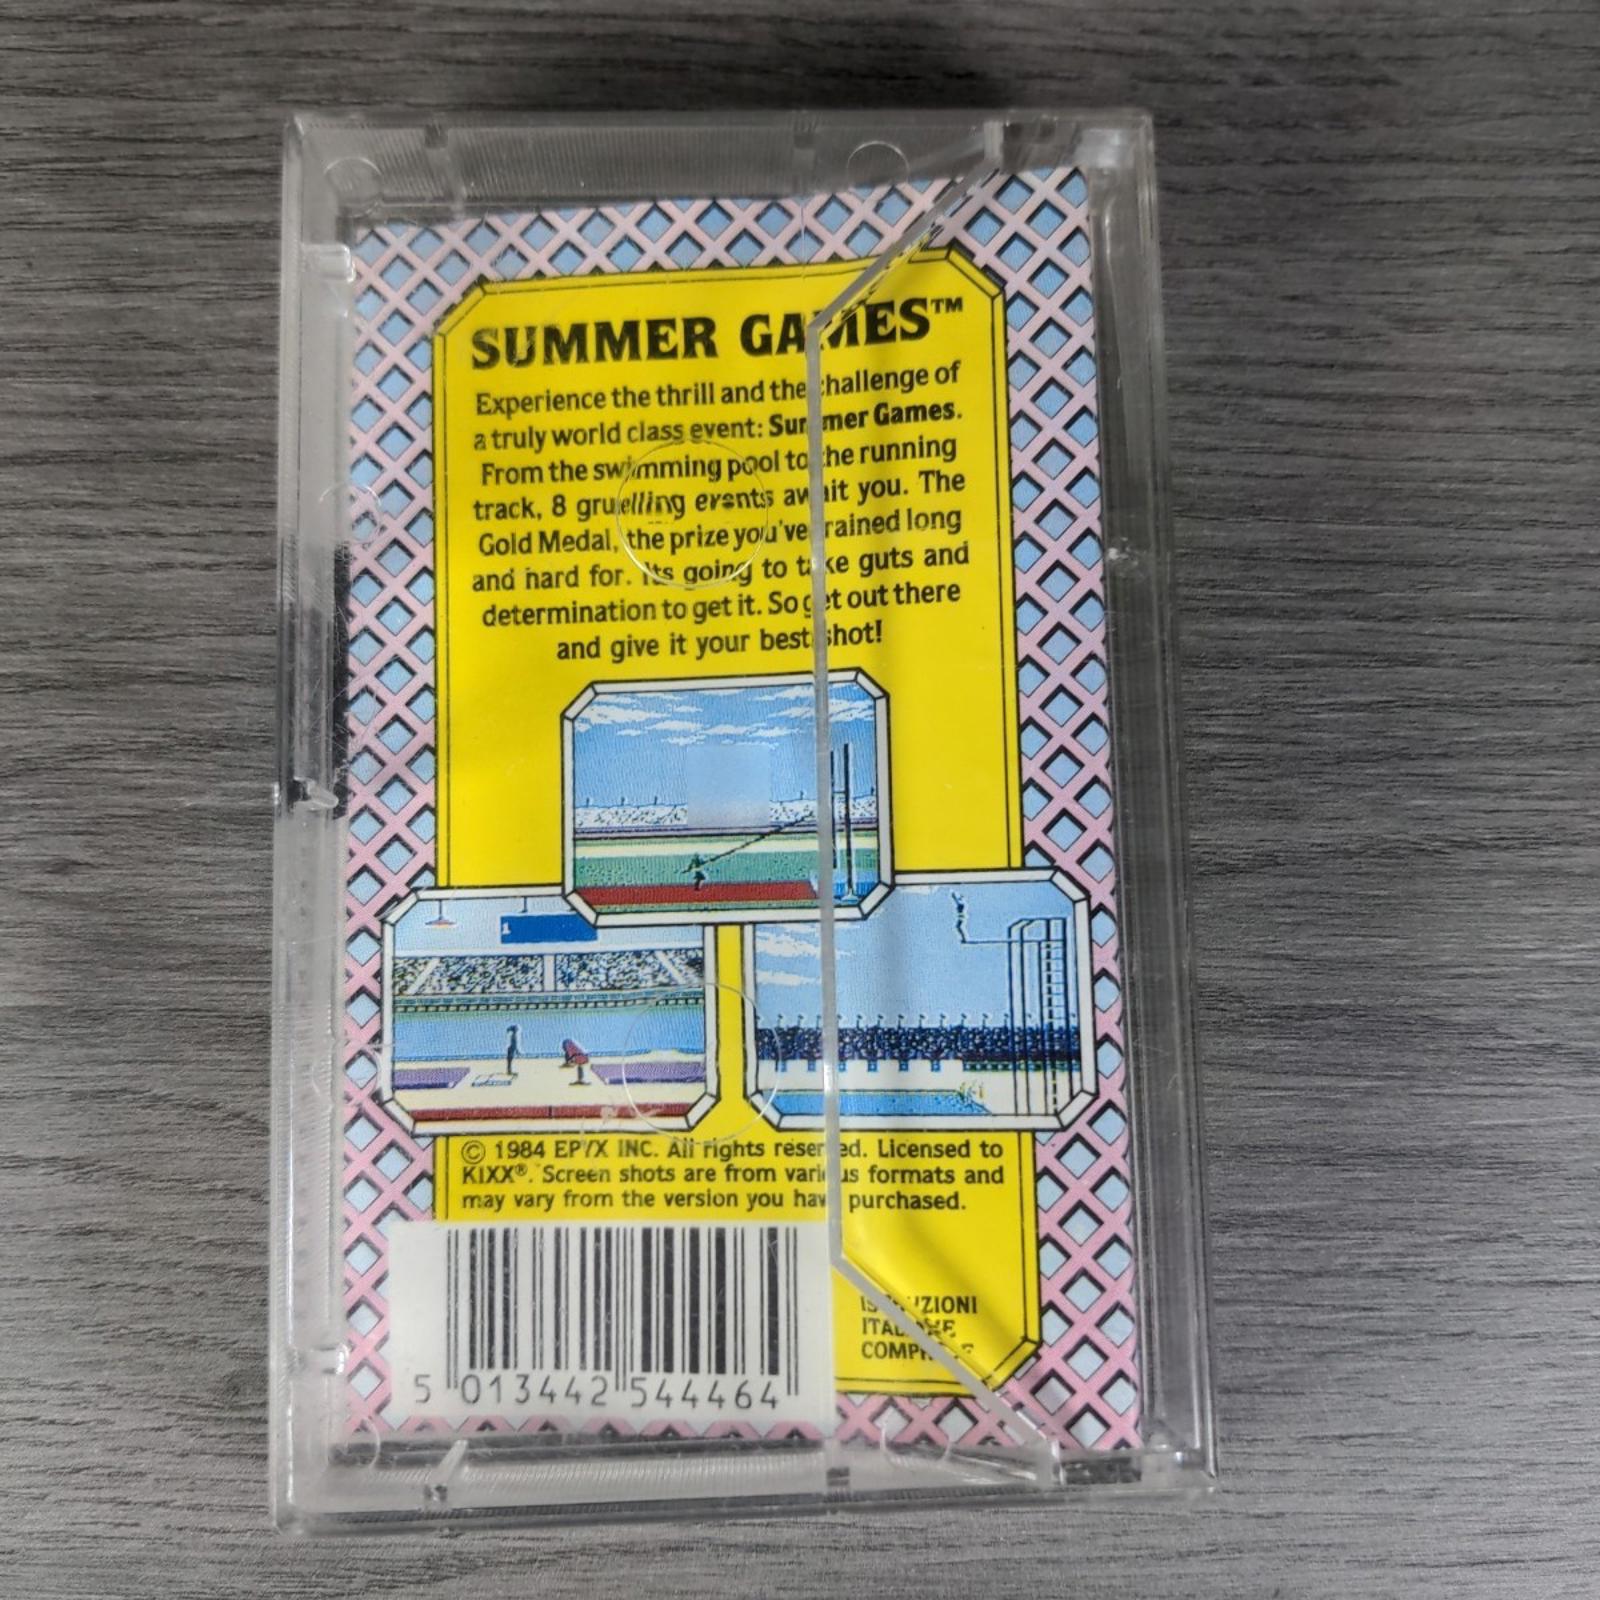 SUMMER GAMES™
Experience the thrill and the challenge of
a truly world class event: Summer Games.
From the swimming pool to the running
track, 8 gruelling events await you. The
Gold Medal, the prize you've trained long
and hard for. Its going to take guts and
determination to get it. So get out there
and give it your best shot!
1
© 1984 EPYX INC. All rights reserved. Licensed to
KIXX®. Screen shots are from various formats and
may vary from the version you have purchased.
ISTRUZIONI
ITALIANE
COMPLETE
5 013442 544464